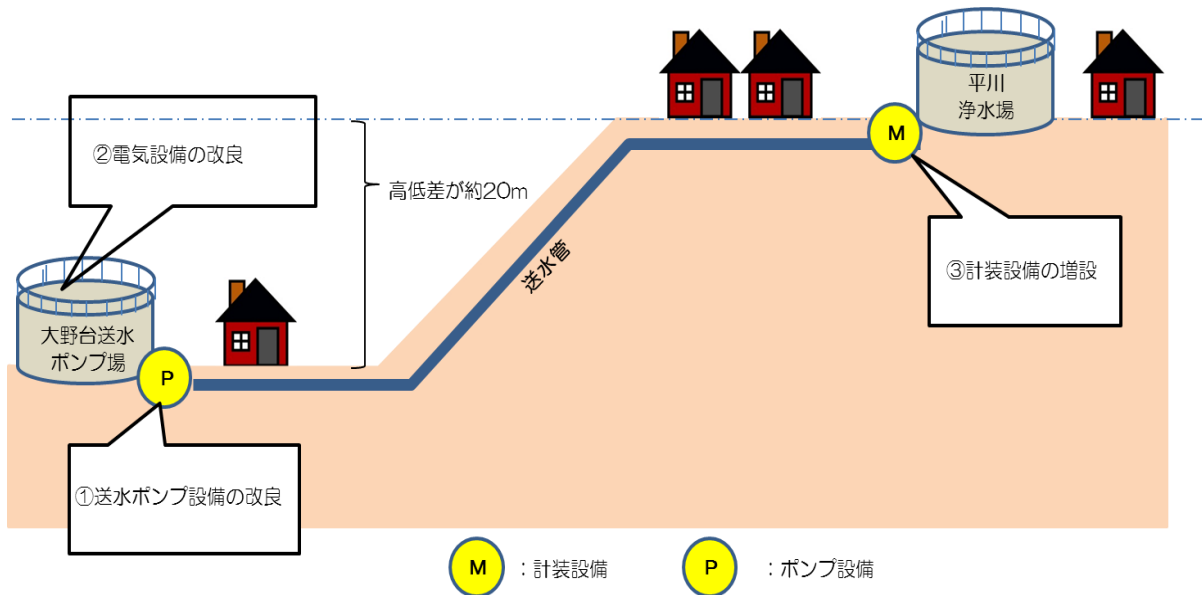 平川
浄水場
M
②電気設備の改良
高低差が約20m
送水管
③計装設備の増設
大野台送水
ポンプ場
P
①送水ポンプ設備の改良
M ：計装設備
P ：ポンプ設備